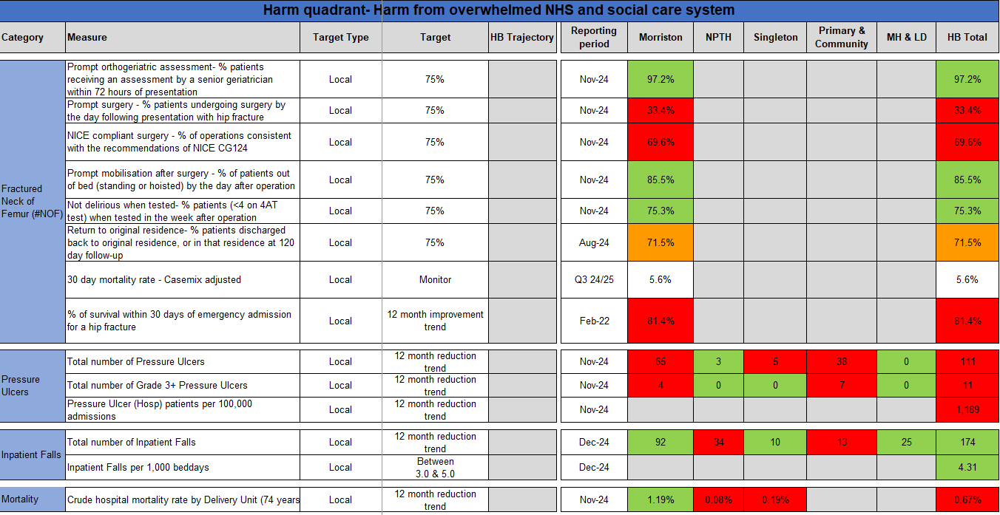 Harm quadrant- Harm from overwhelmed NHS and social care system
Category Measure Target Type Target HB Trajectory Reporting period Morriston NPTH Singleton Primary & Community MH & LD HB Total
Fractured Neck of Femur (#NOF)
Prompt orthogeriatric assessment- % patients
receiving an assessment by a senior geriatrician
within 72 hours of presentation
Local 75% Nov-24 97.2% 97.2%
Prompt surgery - % patients undergoing surgery by
the day following presentation with hip fracture
Local 75% Nov-24 33.4% 33.4%
NICE compliant surgery - % of operations consistent
with the recommendations of NICE CG124
Local 75% Nov-24 69.6% 69.6%
Prompt mobilisation after surgery - % of patients out
of bed (standing or hoisted) by the day after operation
Local 75% Nov-24 85.5% 85.5%
Not delirious when tested- % patients (<4 on 4AT
test) when tested in the week after operation
Local 75% Nov-24 75.3% 75.3%
Return to original residence- % patients discharged
back to original residence, or in that residence at 120
day follow-up
Local 75% Aug-24 71.5% 71.5%
30 day mortality rate - Casemix adjusted Local Monitor Q3 24/25 5.6% 5.6%
% of survival within 30 days of emergency admission
for a hip fracture
Local 12 month improvement trend Feb-22 81.4% 81.4%
Pressure Ulcers
Total number of Pressure Ulcers Local 12 month reduction trend Nov-24 65 3 5 38 0 111
Total number of Grade 3+ Pressure Ulcers Local 12 month reduction trend Nov-24 4 0 0 7 0 11
Pressure Ulcer (Hosp) patients per 100,000
admissions
Local 12 month reduction trend Nov-24 1,189
Inpatient Falls
Total number of Inpatient Falls Local 12 month reduction trend Dec-24 92 34 10 13 25 174
Inpatient Falls per 1,000 beddays Local Between 3.0 & 5.0 Dec-24 4.31
Mortality
Crude hospital mortality rate by Delivery Unit (74 years Local 12 month reduction trend Nov-24 1.19% 0.08% 0.19% 0.67%